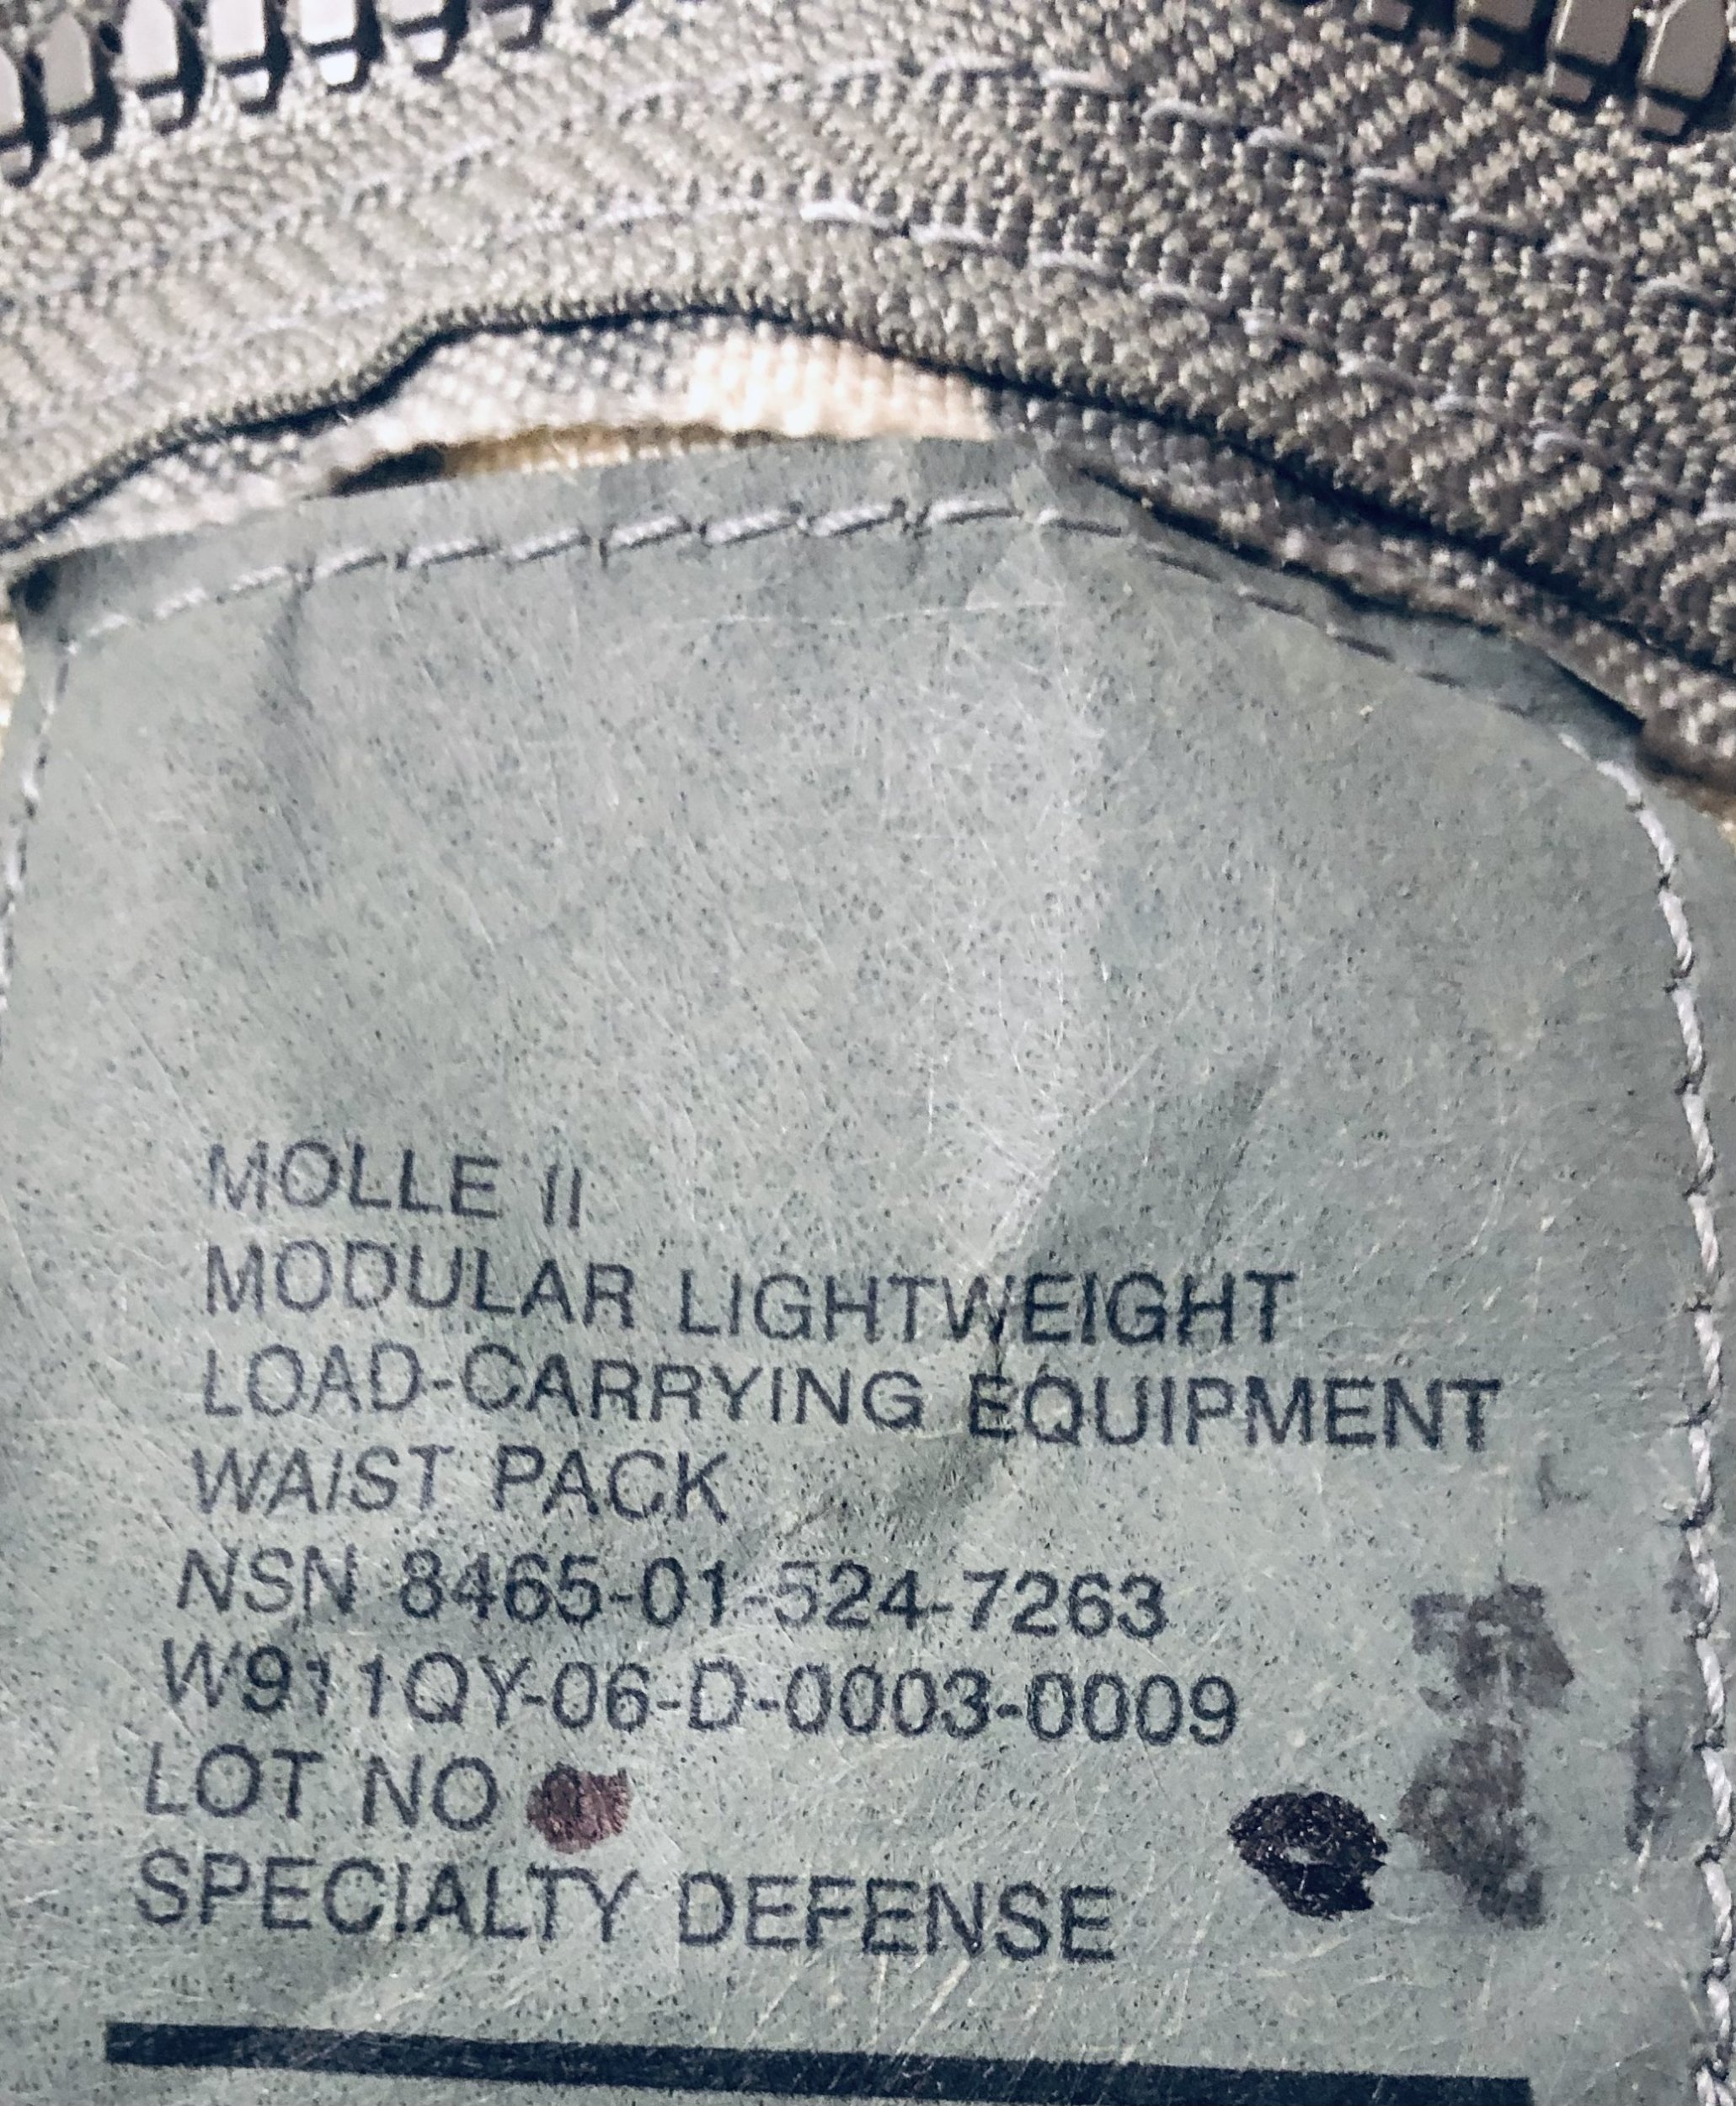 MOLLE II
MODULAR LIGHTWEIGHT
LOAD-CARRYING EQUIPMENT
WAIST PACK
NSN 8465-01-524-7263
W911QY-06-D-0003-0009
LOT NO
SPECIALTY DEFENSE